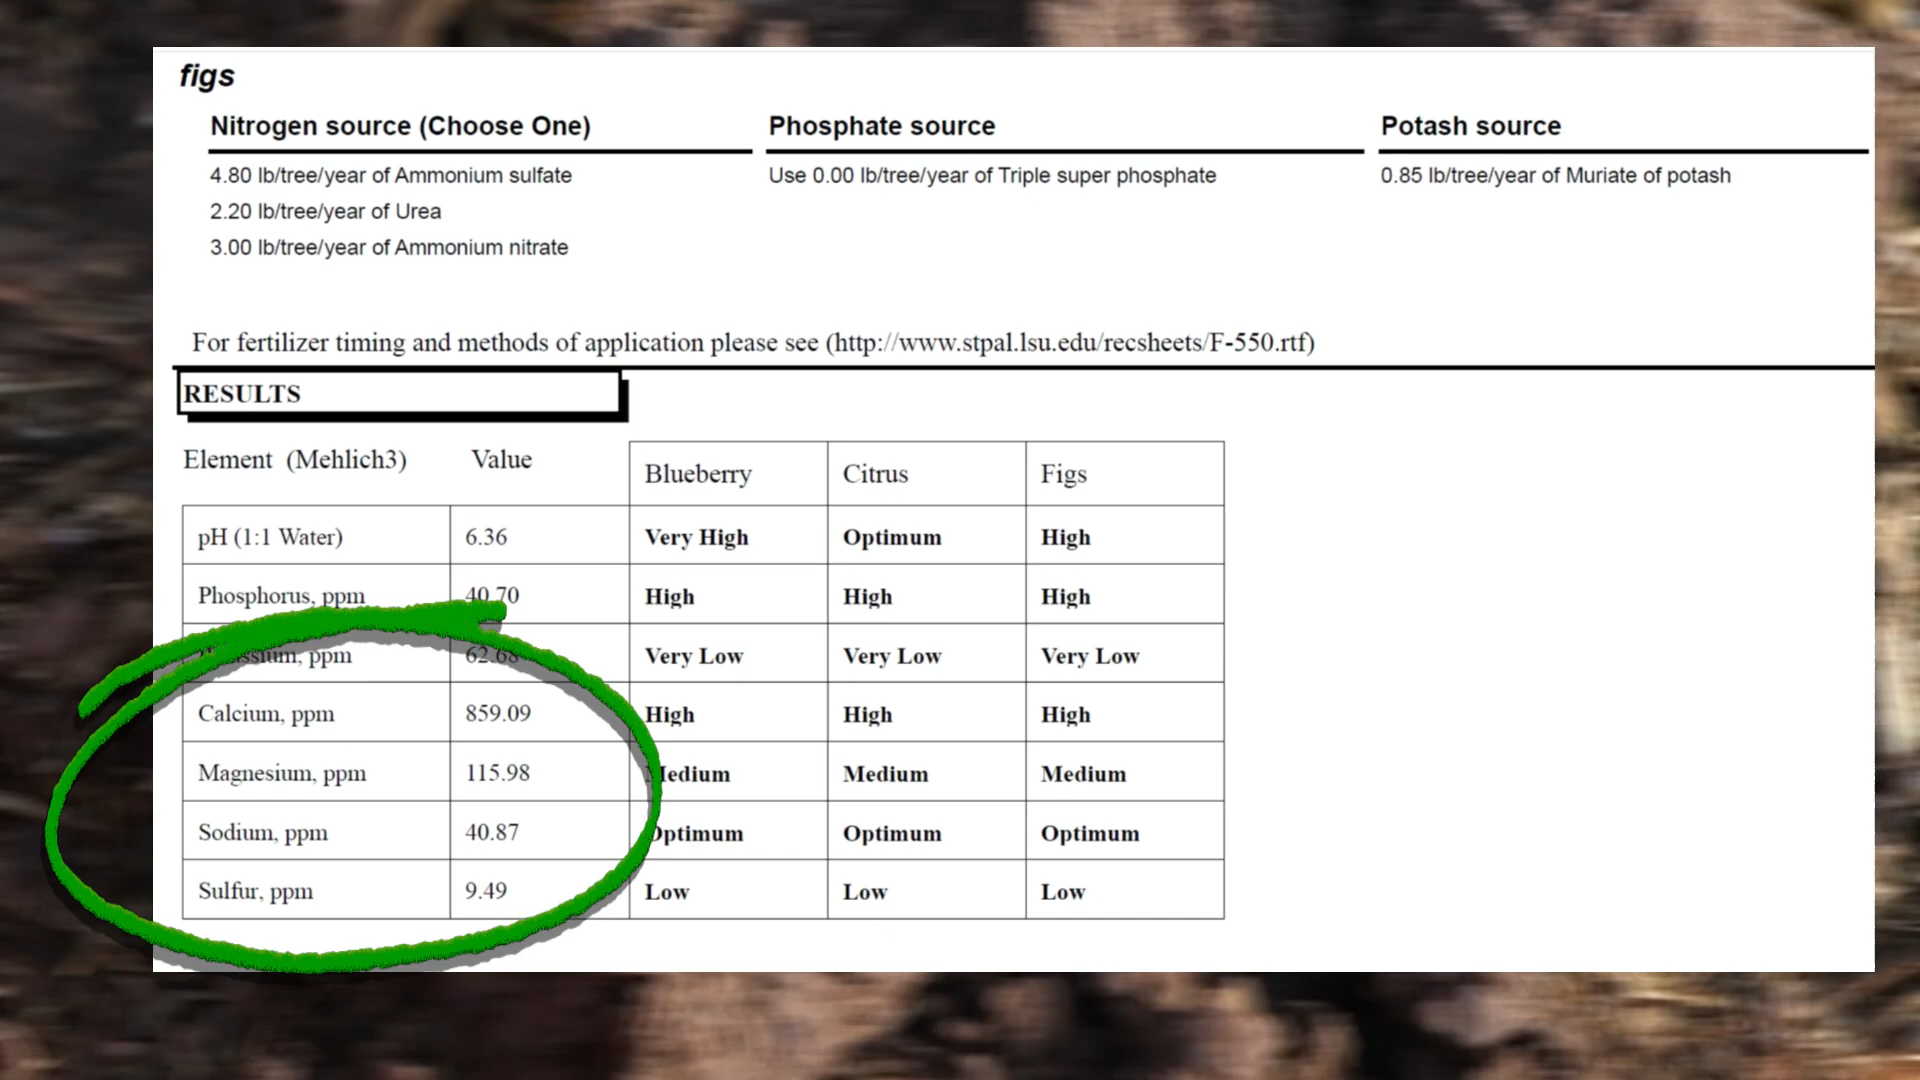 figs
Nitrogen source (Choose One) Phosphate source Potash source
4.80 lb/tree/year of Ammonium sulfate Use 0.00 lb/tree/year of Triple super phosphate 0.85 lb/tree/year of Muriate of potash
2.20 lb/tree/year of Urea
3.00 lb/tree/year of Ammonium nitrate
For fertilizer timing and methods of application please see (http://www.stpal.lsu.edu/recsheets/F-550.rtf)
RESULTS
Element (Mehlich3) Value Blueberry Citrus Figs
pH (1:1 Water) 6.36 Very High Optimum High
Phosphorus, ppm 40.70 High High High
Potassium, ppm 62.68 Very Low Very Low Very Low
Calcium, ppm 859.09 High High High
Magnesium, ppm 115.98 Medium Medium Medium
Sodium, ppm 40.87 Optimum Optimum Optimum
Sulfur, ppm 9.49 Low Low Low